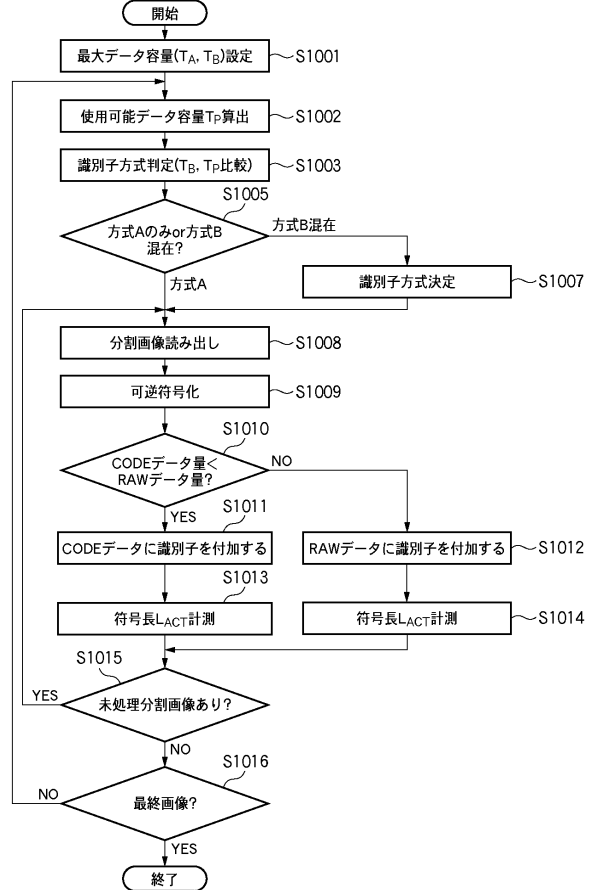 開始
最大データ容量(TA, TB)設定
S1001
使用可能データ容量TP算出
S1002
識別子方式判定(TB, TP比較)
S1003
S1005
方式Aのみor方式B
混在?
方式B混在
方式A
識別子方式決定
S1007
分割画像読み出し
S1008
可逆符号化
S1009
S1010
CODEデータ量<
RAWデータ量?
NO
YES
S1011
CODEデータに識別子を付加する
RAWデータに識別子を付加する
S1012
S1013
符号長LACT計測
符号長LACT計測
S1014
S1015
未処理分割画像あり?
YES
NO
S1016
最終画像?
NO
YES
終了